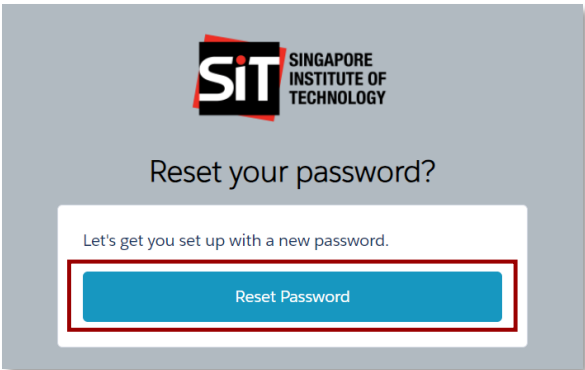 SiT
SINGAPORE
INSTITUTE OF
TECHNOLOGY
Reset your password?
Let's get you set up with a new password.
Reset Password